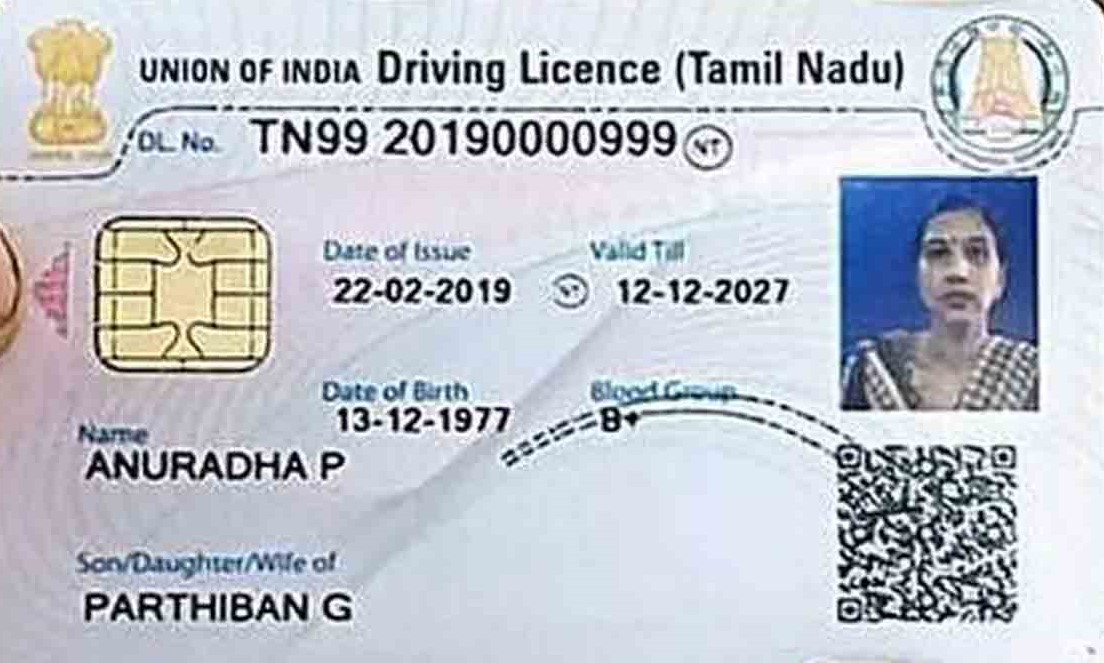 UNION OF INDIA Driving Licence (Tamil Nadu)
DL. No. TN99 20190000999 NT
Date of Issue Valid Till
22-02-2019 NT 12-12-2027
Date of Birth Blood Group
13-12-1977 B+
Name
ANURADHA P
Son/Daughter/Wife of
PARTHIBAN G